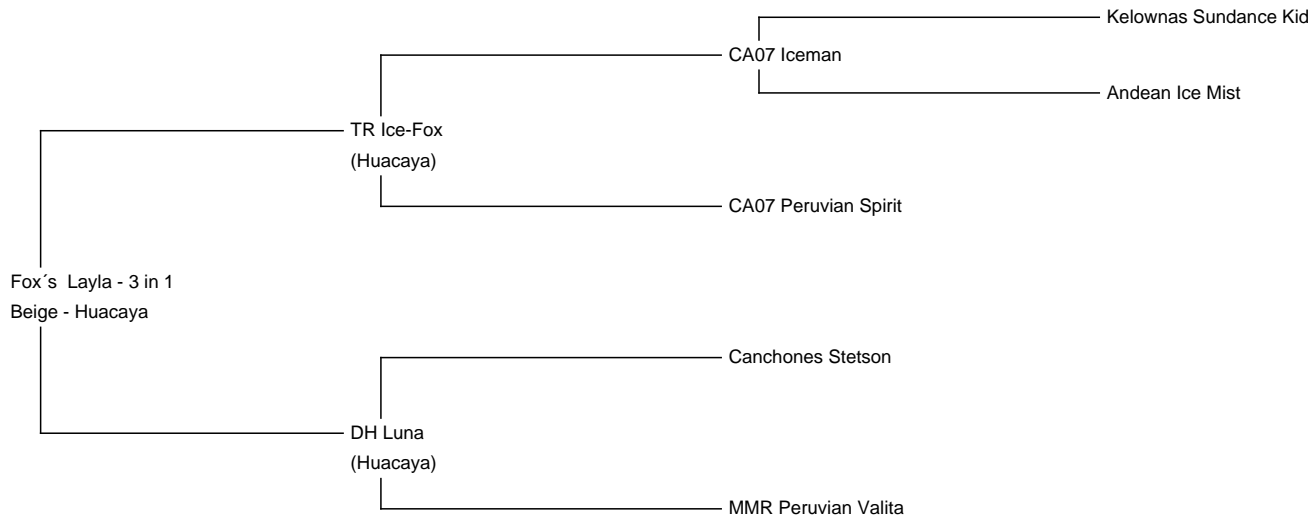 Kelownas Sundance Kid
CA07 Iceman
Andean Ice Mist
TR Ice-Fox
(Huacaya)
CA07 Peruvian Spirit
Fox´s  Layla - 3 in 1
Beige - Huacaya
Canchones Stetson
DH Luna
(Huacaya)
MMR Peruvian Valita